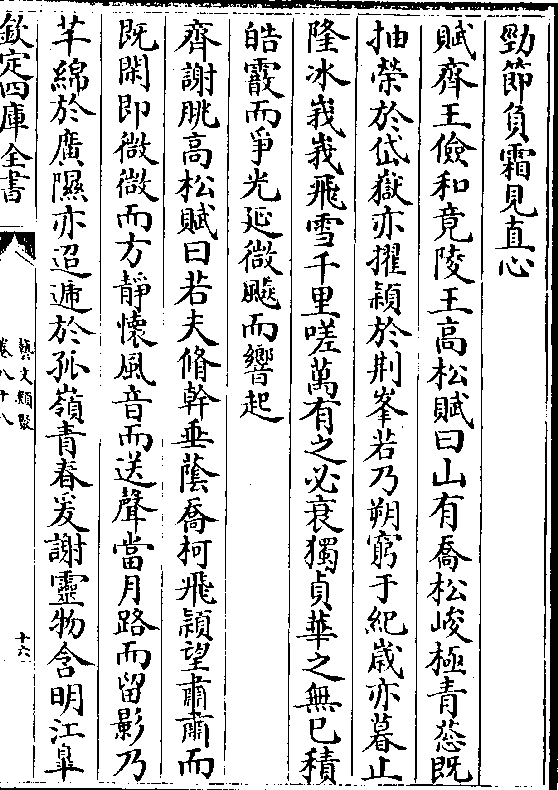 勁節負霜見直心
賦齊王儉和竟陵王高松賦曰山有喬松峻極青葱既
抽榮於岱嶽亦擢穎於荆峯若乃朔窮于紀歲亦暮止
隆冰峩峩飛雪千里嗟萬有之必衰獨貞華之無已積
皓霰而爭光延微飈而響起
齊謝朓高松賦曰若夫脩幹垂蔭喬柯飛穎望肅肅而
既閑即微微而方靜懷風音而送聲當月路而留影乃
芊綿於廣隰亦迢遞於孤嶺青春爰謝靈物含明江皋
欽定四庫全書
藝文類聚
卷八十八
十六